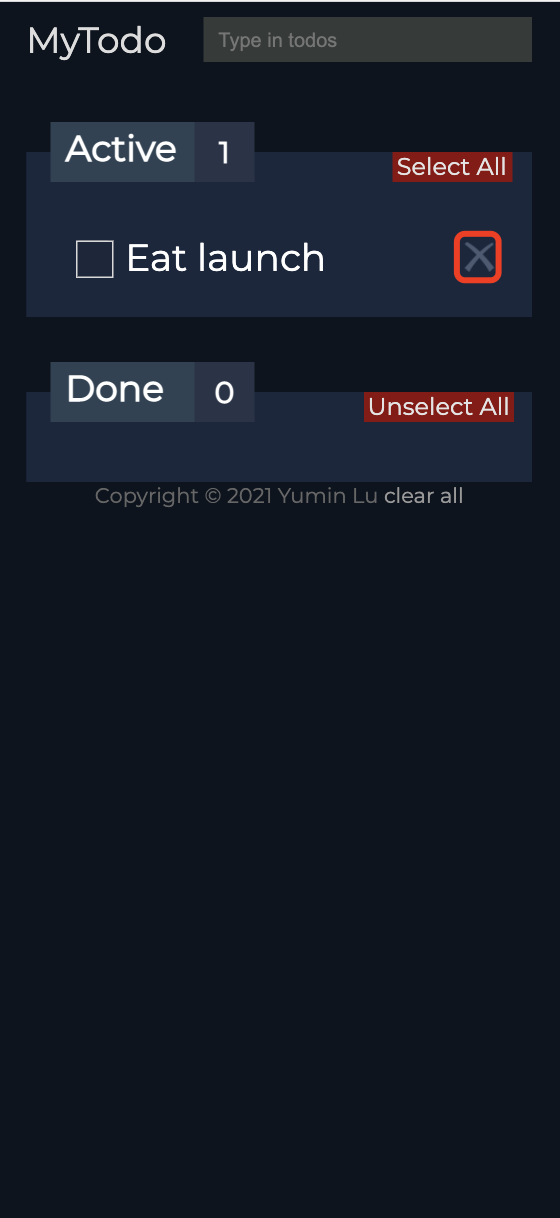 MyTodo Type in todos
Active 1 Select All
Eat launch
Done 0 Unselect All
Copyright © 2021 Yumin Lu clear all